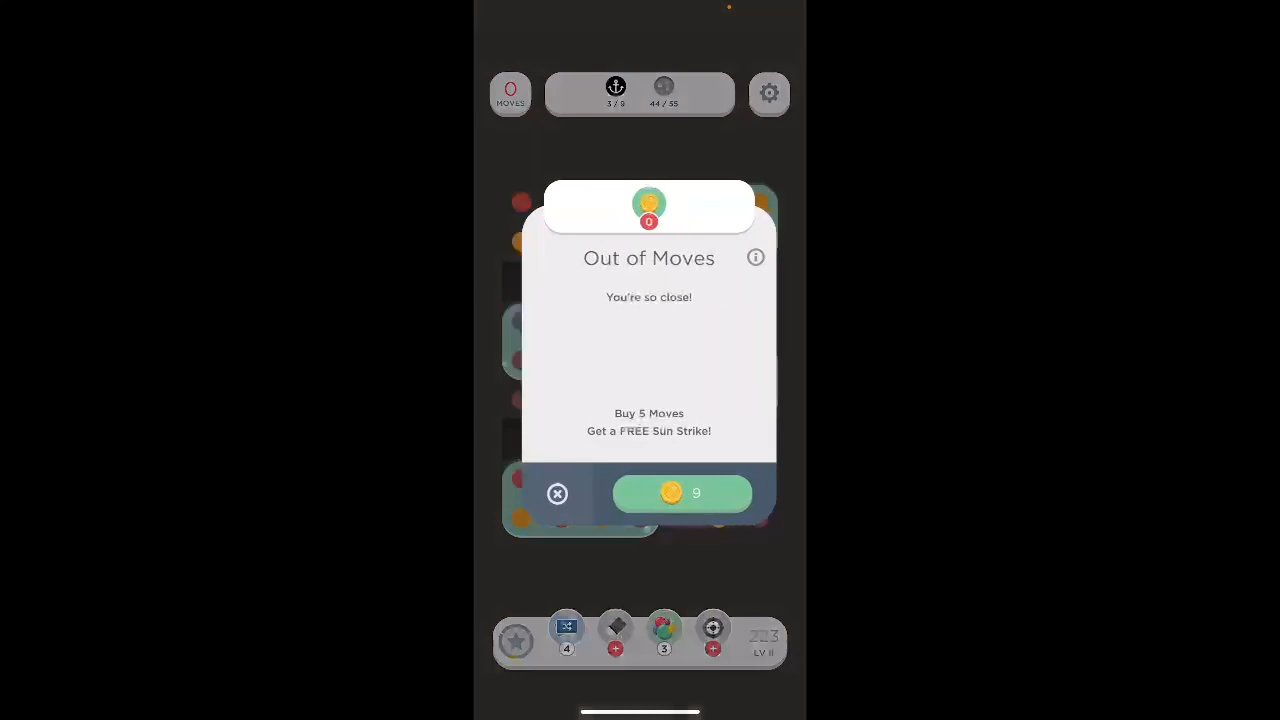 0
MOVES
3 / 9
44 / 55
0
Out of Moves
You're so close!
Buy 5 Moves
Get a FREE Sun Strike!
9
4
+
3
+
223
LV 11